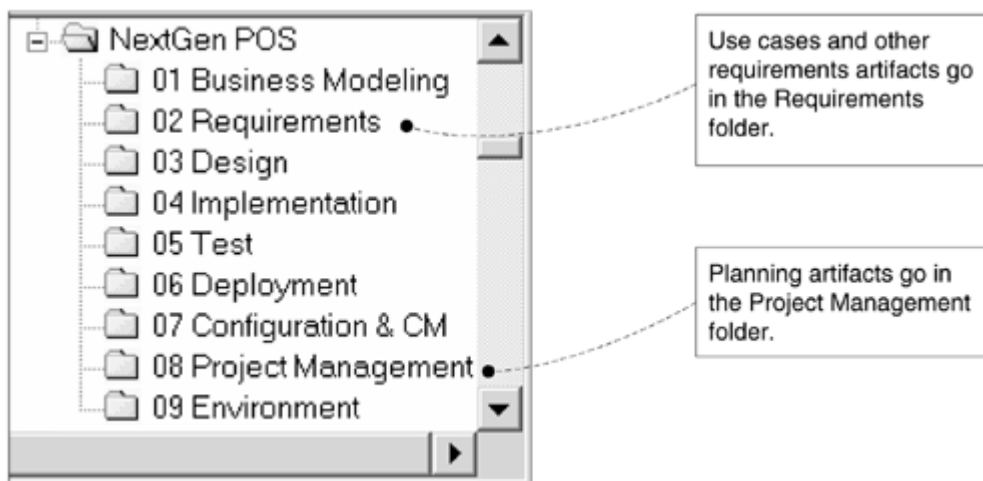 NextGen POS
01 Business Modeling
02 Requirements
03 Design
04 Implementation
05 Test
06 Deployment
07 Configuration & CM
08 Project Management
09 Environment
Use cases and other
requirements artifacts go
in the Requirements
folder.
Planning artifacts go in
the Project Management
folder.